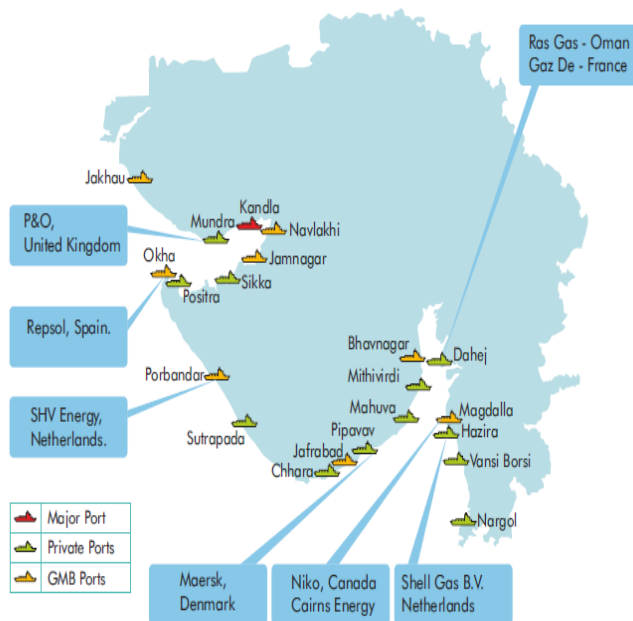 Ras Gas - Oman
Gaz De - France
Jakhau
Kandla
P&O,
United Kingdom
Mundra
Navlakhi
Okha
Jamnagar
Sikka
Positra
Repsol, Spain.
Bhavnagar
Dahej
Porbandar
Mithivirdi
SHV Energy,
Netherlands.
Mahuva
Magdalla
Sutrapada
Pipavav
Hazira
Jafrabad
Vansi Borsi
Chhara
Major Port
Private Ports
GMB Ports
Nargol
Maersk,
Denmark
Niko, Canada
Cairns Energy
Shell Gas B.V.
Netherlands